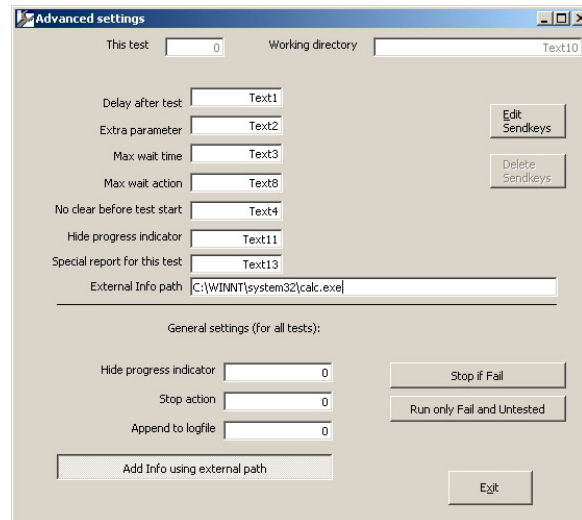 Advanced settings
This test 0 Working directory Text10
Delay after test Text1
Extra parameter Text2
Max wait time Text3
Max wait action Text8
No clear before test start Text4
Hide progress indicator Text11
Special report for this test Text13
External Info path C:\WINNT\system32\calc.exe
Edit
Sendkeys
Delete
Sendkeys
General settings (for all tests):
Hide progress indicator 0
Stop action 0
Append to logfile 0
Stop if Fail
Run only Fail and Untested
Add Info using external path
Exit